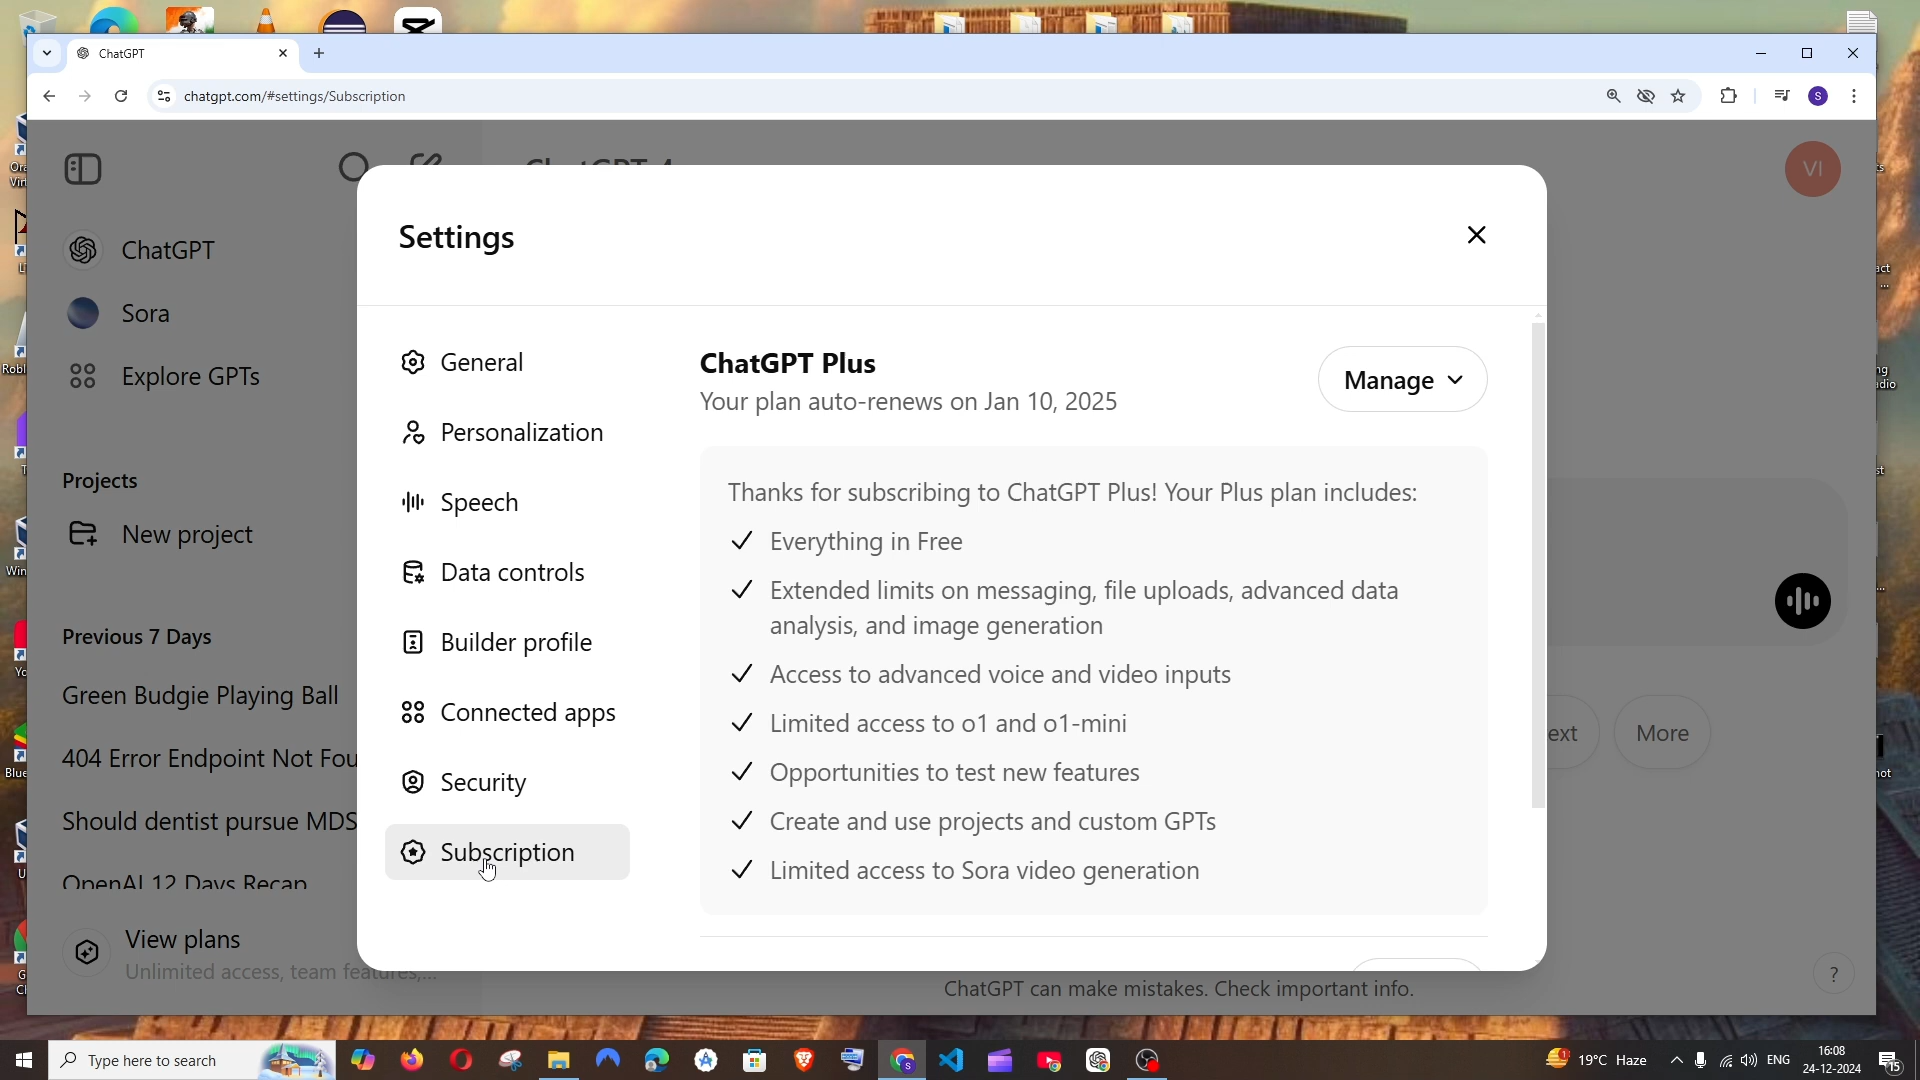 ChatGPT
chatgpt.com/#settings/Subscription
S
VI
ChatGPT
Sora
Explore GPTs
Projects
New project
Previous 7 Days
Green Budgie Playing Ball
404 Error Endpoint Not Fou
Should dentist pursue MDS
OpenAI 12 Days Recap
View plans
Unlimited access, team features,...
Settings
General
Personalization
Speech
Data controls
Builder profile
Connected apps
Security
Subscription
ChatGPT Plus
Your plan auto-renews on Jan 10, 2025
Manage
Thanks for subscribing to ChatGPT Plus! Your Plus plan includes:
Everything in Free
Extended limits on messaging, file uploads, advanced data
analysis, and image generation
Access to advanced voice and video inputs
Limited access to o1 and o1-mini
Opportunities to test new features
Create and use projects and custom GPTs
Limited access to Sora video generation
ext
More
ChatGPT can make mistakes. Check important info.
?
Type here to search
1
19°C Haze
ENG
16:08
24-12-2024
15